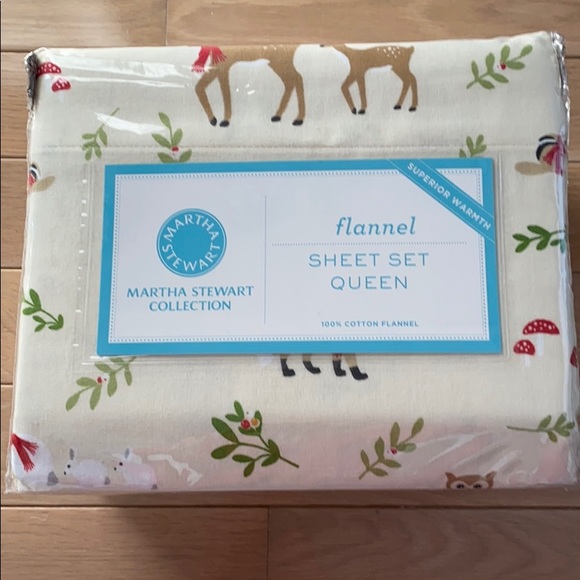 SUPERIOR WARMTH
MARTHA
STEWART
MARTHA STEWART
COLLECTION
flannel
SHEET SET
QUEEN
100% COTTON FLANNEL